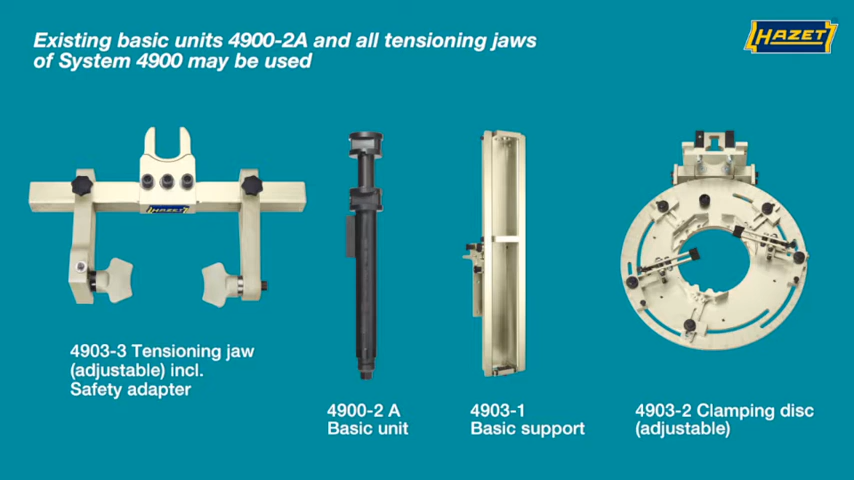 Existing basic units 4900-2A and all tensioning jaws
of System 4900 may be used
HAZET
HAZET
4903-3 Tensioning jaw
(adjustable) incl.
Safety adapter
4900-2 A
Basic unit
4903-1
Basic support
4903-2 Clamping disc
(adjustable)